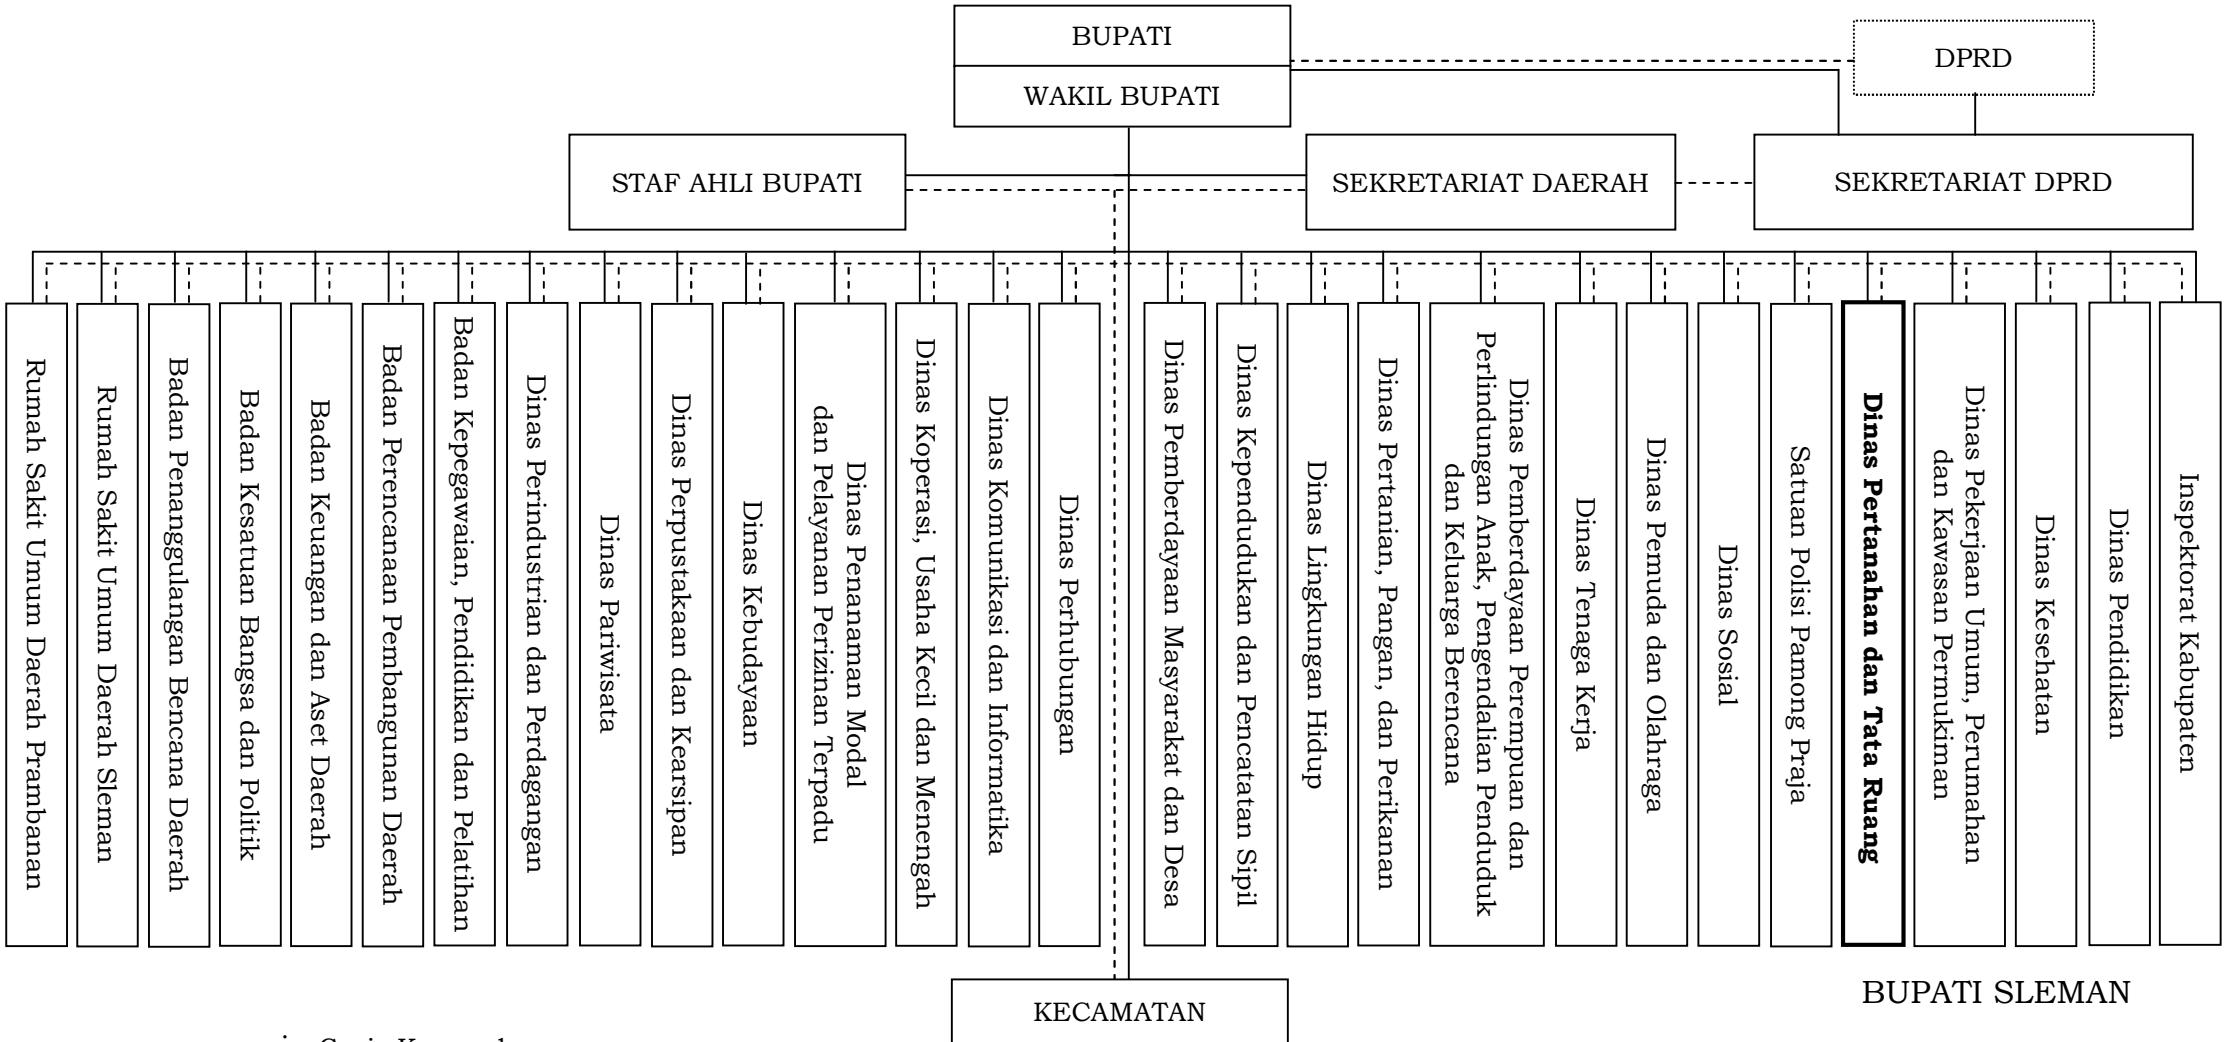 BUPATI
DPRD
WAKIL BUPATI
STAF AHLI BUPATI
SEKRETARIAT DAERAH
SEKRETARIAT DPRD
Rumah Sakit Umum Daerah Prambanan
Rumah Sakit Umum Daerah Sleman
Badan Penanggulangan Bencana Daerah
Badan Kesatuan Bangsa dan Politik
Badan Keuangan dan Aset Daerah
Badan Perencanaan Pembangunan Daerah
Badan Kepegawaian, Pendidikan dan Pelatihan
Dinas Perindustrian dan Perdagangan
Dinas Pariwisata
Dinas Perpustakaan dan Kearsipan
Dinas Kebudayaan
Dinas Penanaman Modal
dan Pelayanan Perizinan Terpadu
Dinas Koperasi, Usaha Kecil dan Menengah
Dinas Komunikasi dan Informatika
Dinas Perhubungan
Dinas Pemberdayaan Masyarakat dan Desa
Dinas Kependudukan dan Pencatatan Sipil
Dinas Lingkungan Hidup
Dinas Pertanian, Pangan, dan Perikanan
Dinas Pemberdayaan Perempuan dan
Perlindungan Anak, Pengendalian Penduduk
dan Keluarga Berencana
Dinas Tenaga Kerja
Dinas Pemuda dan Olahraga
Dinas Sosial
Satuan Polisi Pamong Praja
Dinas Pertanahan dan Tata Ruang
Dinas Pekerjaan Umum, Perumahan
dan Kawasan Permukiman
Dinas Kesehatan
Dinas Pendidikan
Inspektorat Kabupaten
BUPATI SLEMAN
KECAMATAN